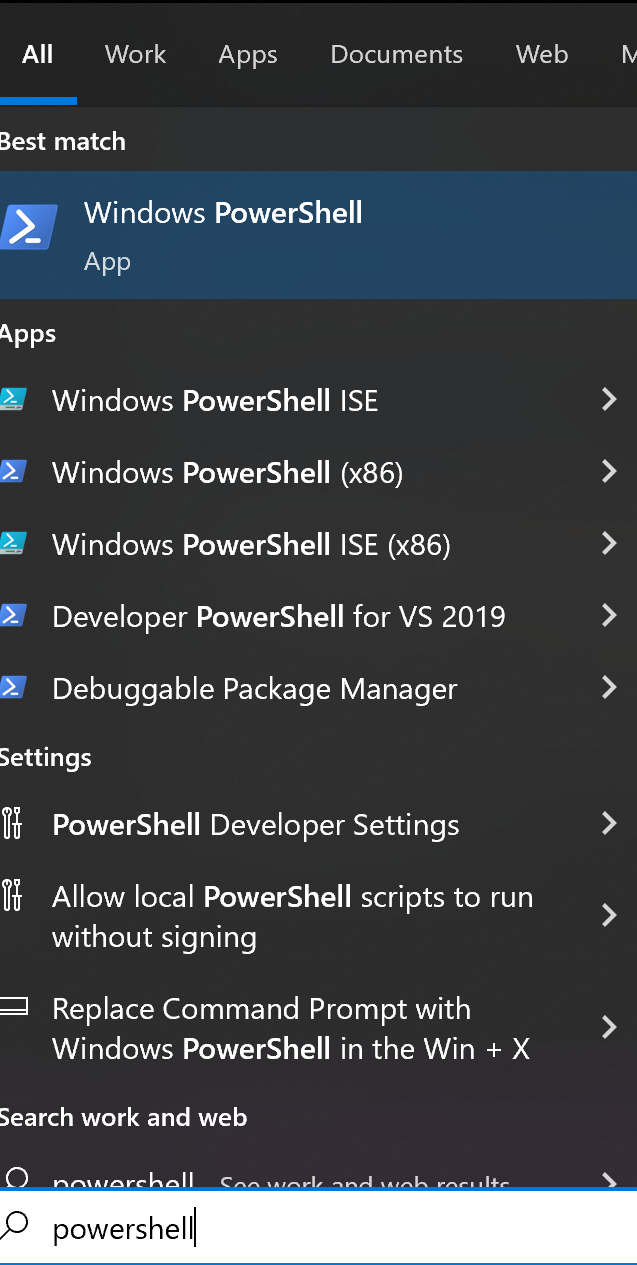 All Work Apps Documents Web M
Best match
Windows PowerShell
App
Apps
Windows PowerShell ISE
Windows PowerShell (x86)
Windows PowerShell ISE (x86)
Developer PowerShell for VS 2019
Debuggable Package Manager
Settings
PowerShell Developer Settings
Allow local PowerShell scripts to run
without signing
Replace Command Prompt with
Windows PowerShell in the Win + X
Search work and web
powershell See work and web results
powershell